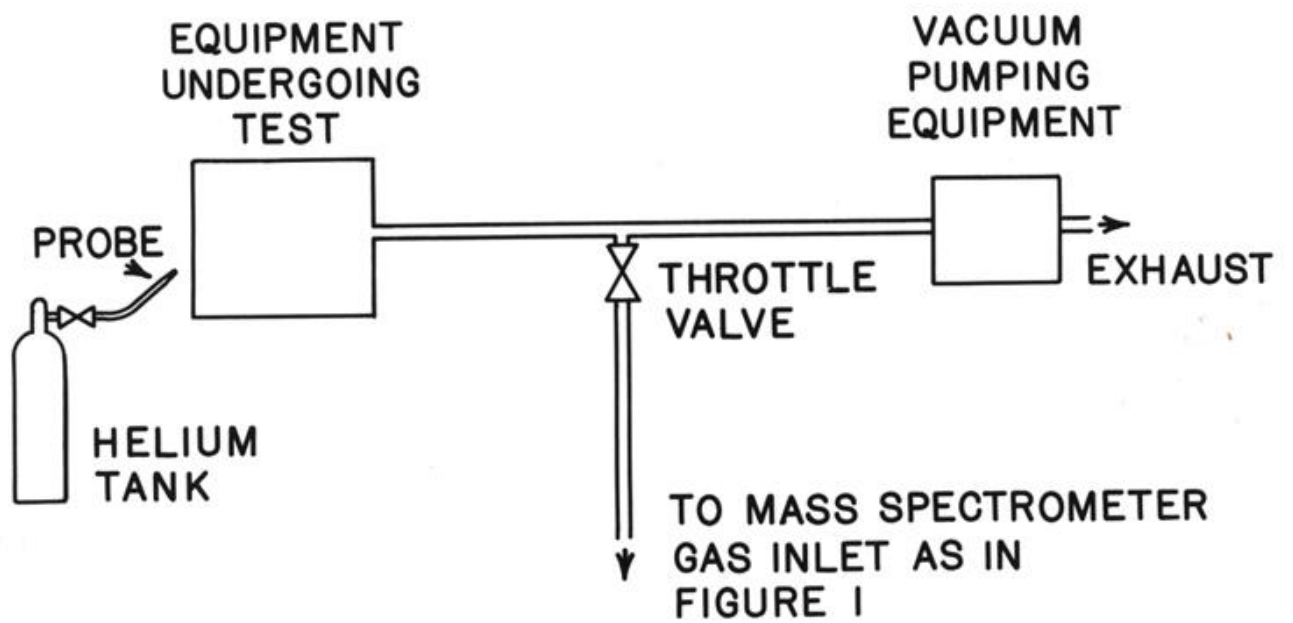 EQUIPMENT
UNDERGOING
TEST
VACUUM
PUMPING
EQUIPMENT
PROBE
THROTTLE
VALVE
EXHAUST
HELIUM
TANK
TO MASS SPECTROMETER
GAS INLET AS IN
FIGURE I